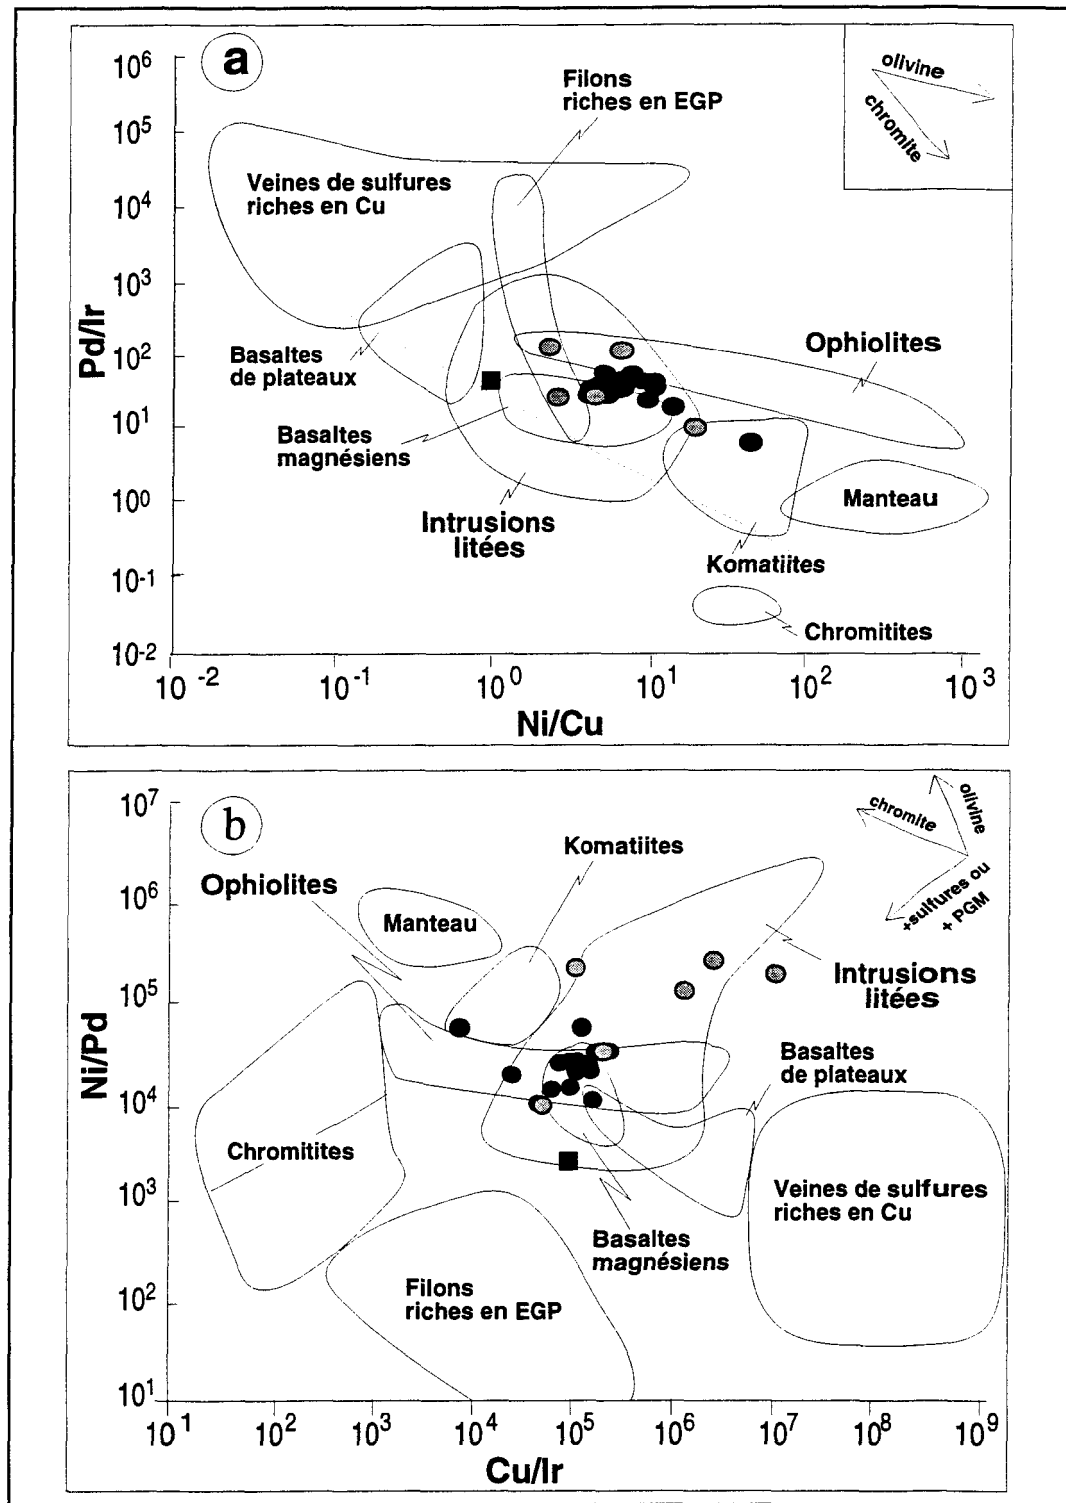 a
olivine
chromite
Filons
riches en EGP
Veines de sulfures
riches en Cu
Ophiolites
Basaltes
de plateaux
Basaltes
magnésiens
Intrusions
litées
Manteau
Komatiites
Chromitites
10^6
10^5
10^4
10^3
10^2
10^1
10^0
10^-1
10^-2
Pd/Ir
10^-2 10^-1 10^0 10^1 10^2 10^3
Ni/Cu
b
chromite
olivine
+sulfures ou
+ PGM
Komatiites
Ophiolites
Manteau
Intrusions
litées
Basaltes
de plateaux
Chromitites
Veines de sulfures
riches en Cu
Basaltes
magnésiens
Filons
riches en EGP
10^7
10^6
10^5
10^4
10^3
10^2
10^1
Ni/Pd
10^1 10^2 10^3 10^4 10^5 10^6 10^7 10^8 10^9
Cu/Ir